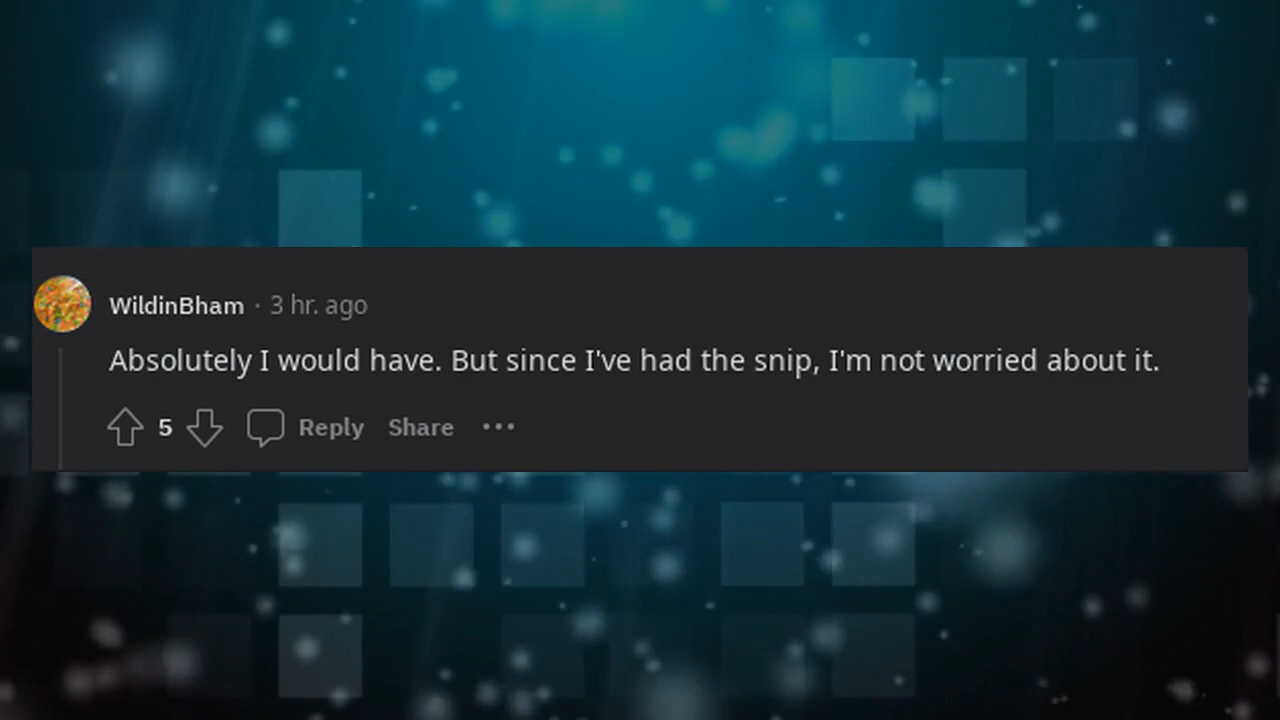 WildinBham · 3 hr. ago
Absolutely I would have. But since I've had the snip, I'm not worried about it.
5 Reply Share ...